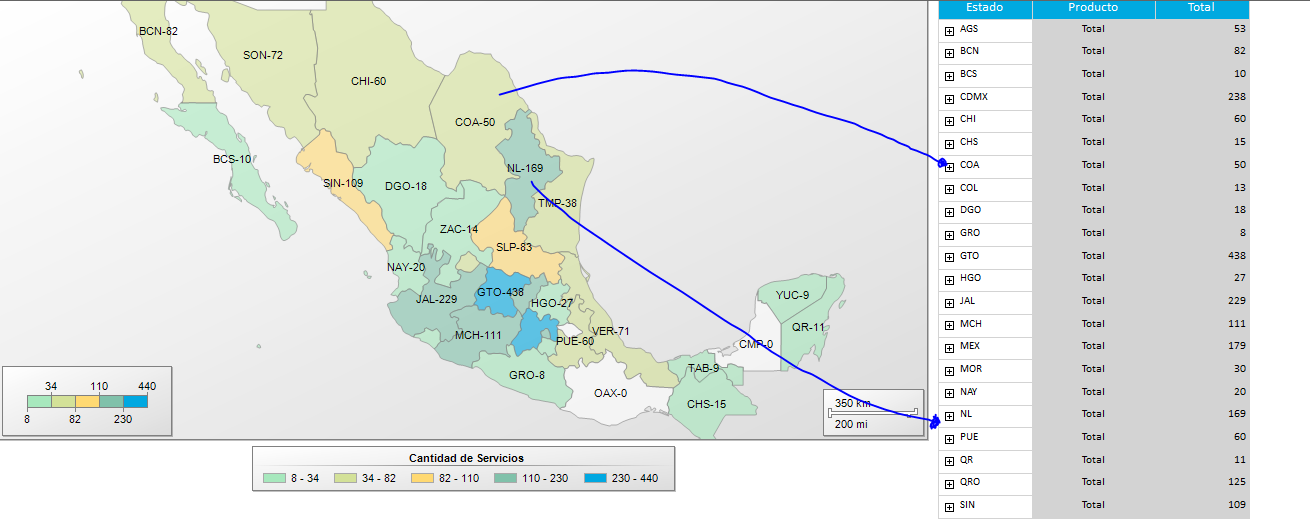 BCN-82
SON-72
CHI-60
COA-50
BCS-10
NL-169
SIN-109
DGO-18
TMP-38
ZAC-14
SLP-83
NAY-20
GTO-438
JAL-229
HGO-27
YUC-9
QR-11
MCH-111
VER-71
PUE-60
CMP-0
TAB-9
GRO-8
OAX-0
CHS-15
34 110 440
8 82 230
350 km
200 mi
Cantidad de Servicios
8 - 34 34 - 82 82 - 110 110 - 230 230 - 440
Estado Producto Total
AGS Total 53
BCN Total 82
BCS Total 10
CDMX Total 238
CHI Total 60
CHS Total 15
COA Total 50
COL Total 13
DGO Total 18
GRO Total 8
GTO Total 438
HGO Total 27
JAL Total 229
MCH Total 111
MEX Total 179
MOR Total 30
NAY Total 20
NL Total 169
PUE Total 60
QR Total 11
QRO Total 125
SIN Total 109